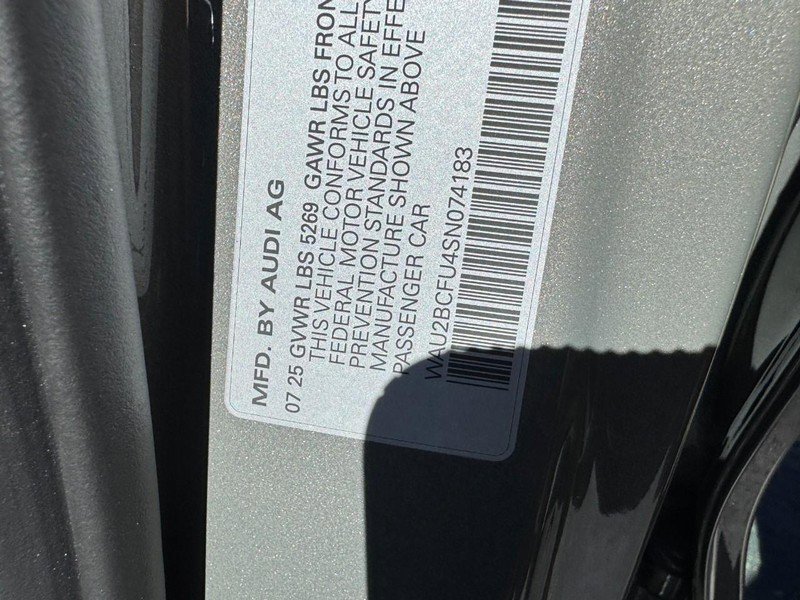 MFD. BY AUDI AG
07 25 GVWR LBS 5269 GAWR LBS FRON
THIS VEHICLE CONFORMS TO ALL
FEDERAL MOTOR VEHICLE SAFETY
PREVENTION STANDARDS IN EFFE
MANUFACTURE SHOWN ABOVE
PASSENGER CAR
WAU2BCFU4SN074183